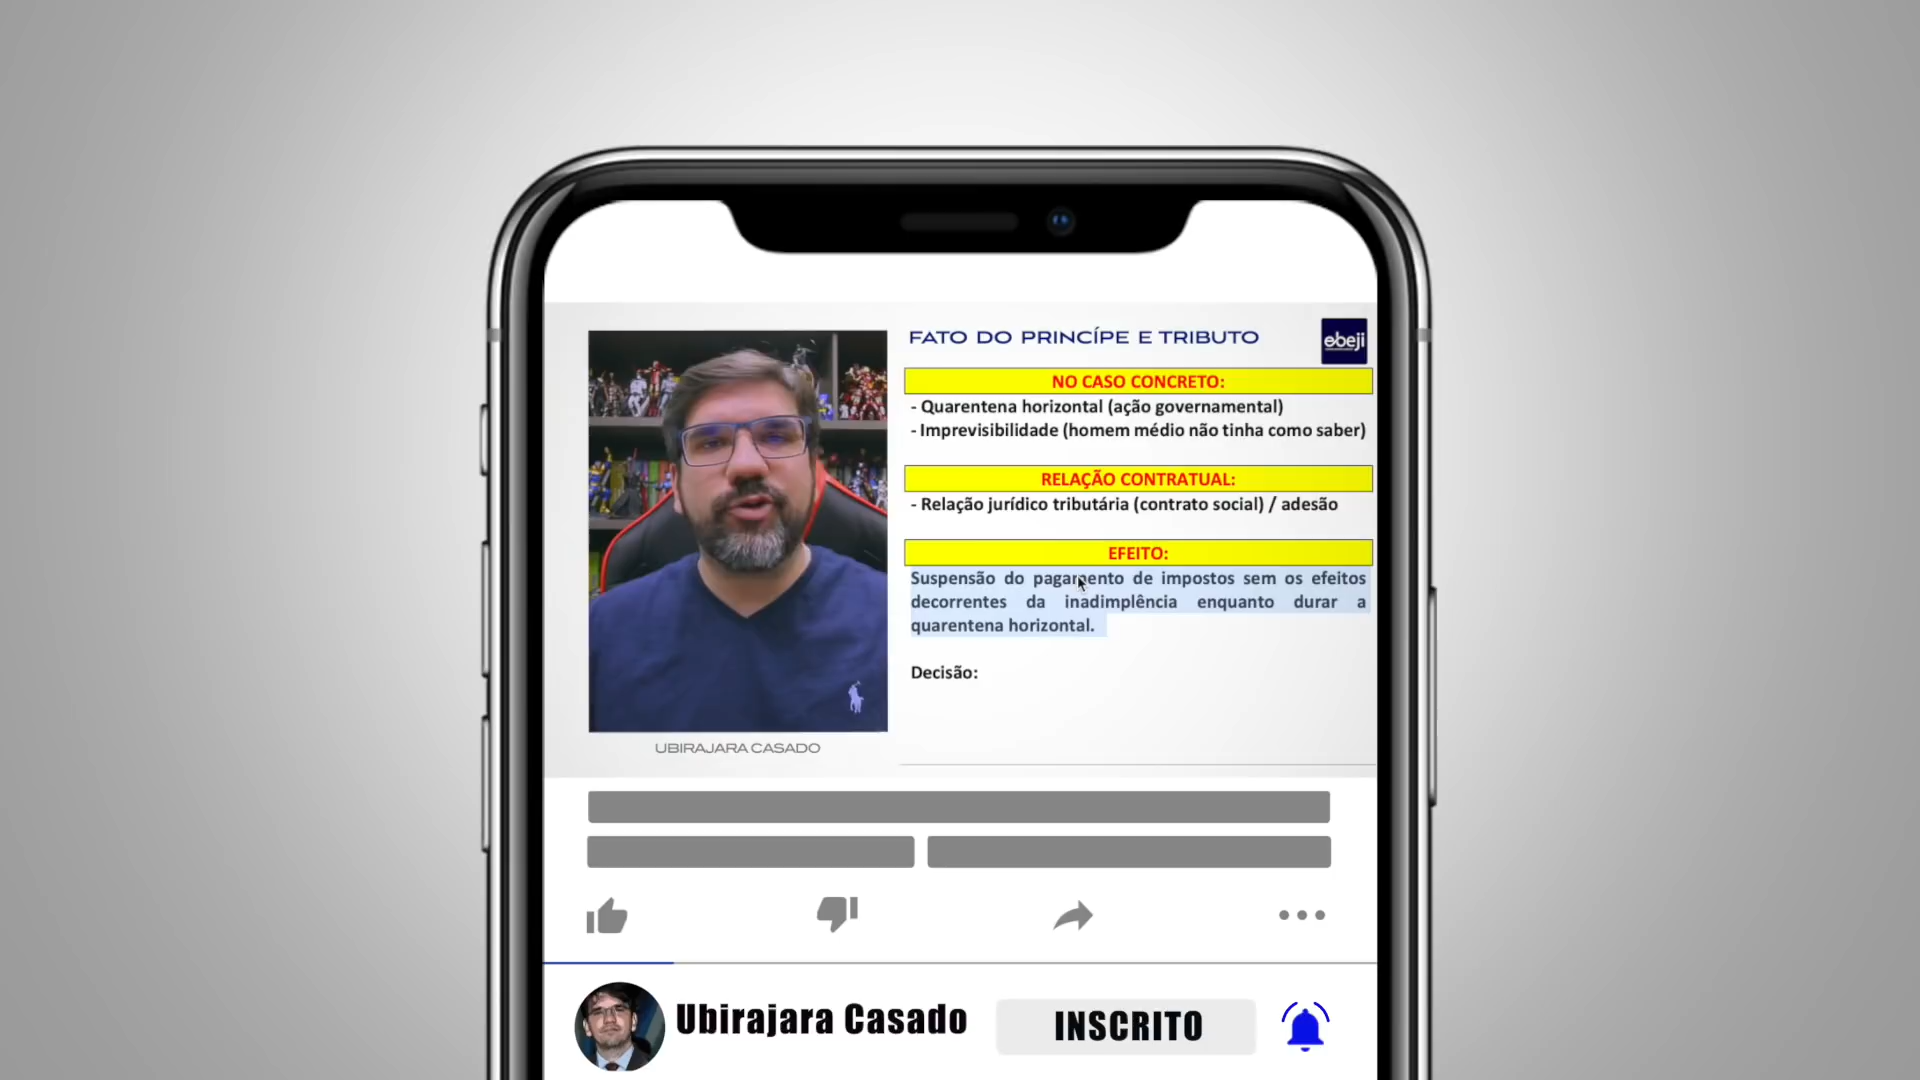 FATO DO PRINCÍPE E TRIBUTO
ebeji
NO CASO CONCRETO:
- Quarentena horizontal (ação governamental)
- Imprevisibilidade (homem médio não tinha como saber)
RELAÇÃO CONTRATUAL:
- Relação jurídico tributária (contrato social) / adesão
EFEITO:
Suspensão do pagamento de impostos sem os efeitos
decorrentes da inadimplência enquanto durar a
quarentena horizontal.
Decisão:
UBIRAJARA CASADO
Ubirajara Casado
INSCRITO